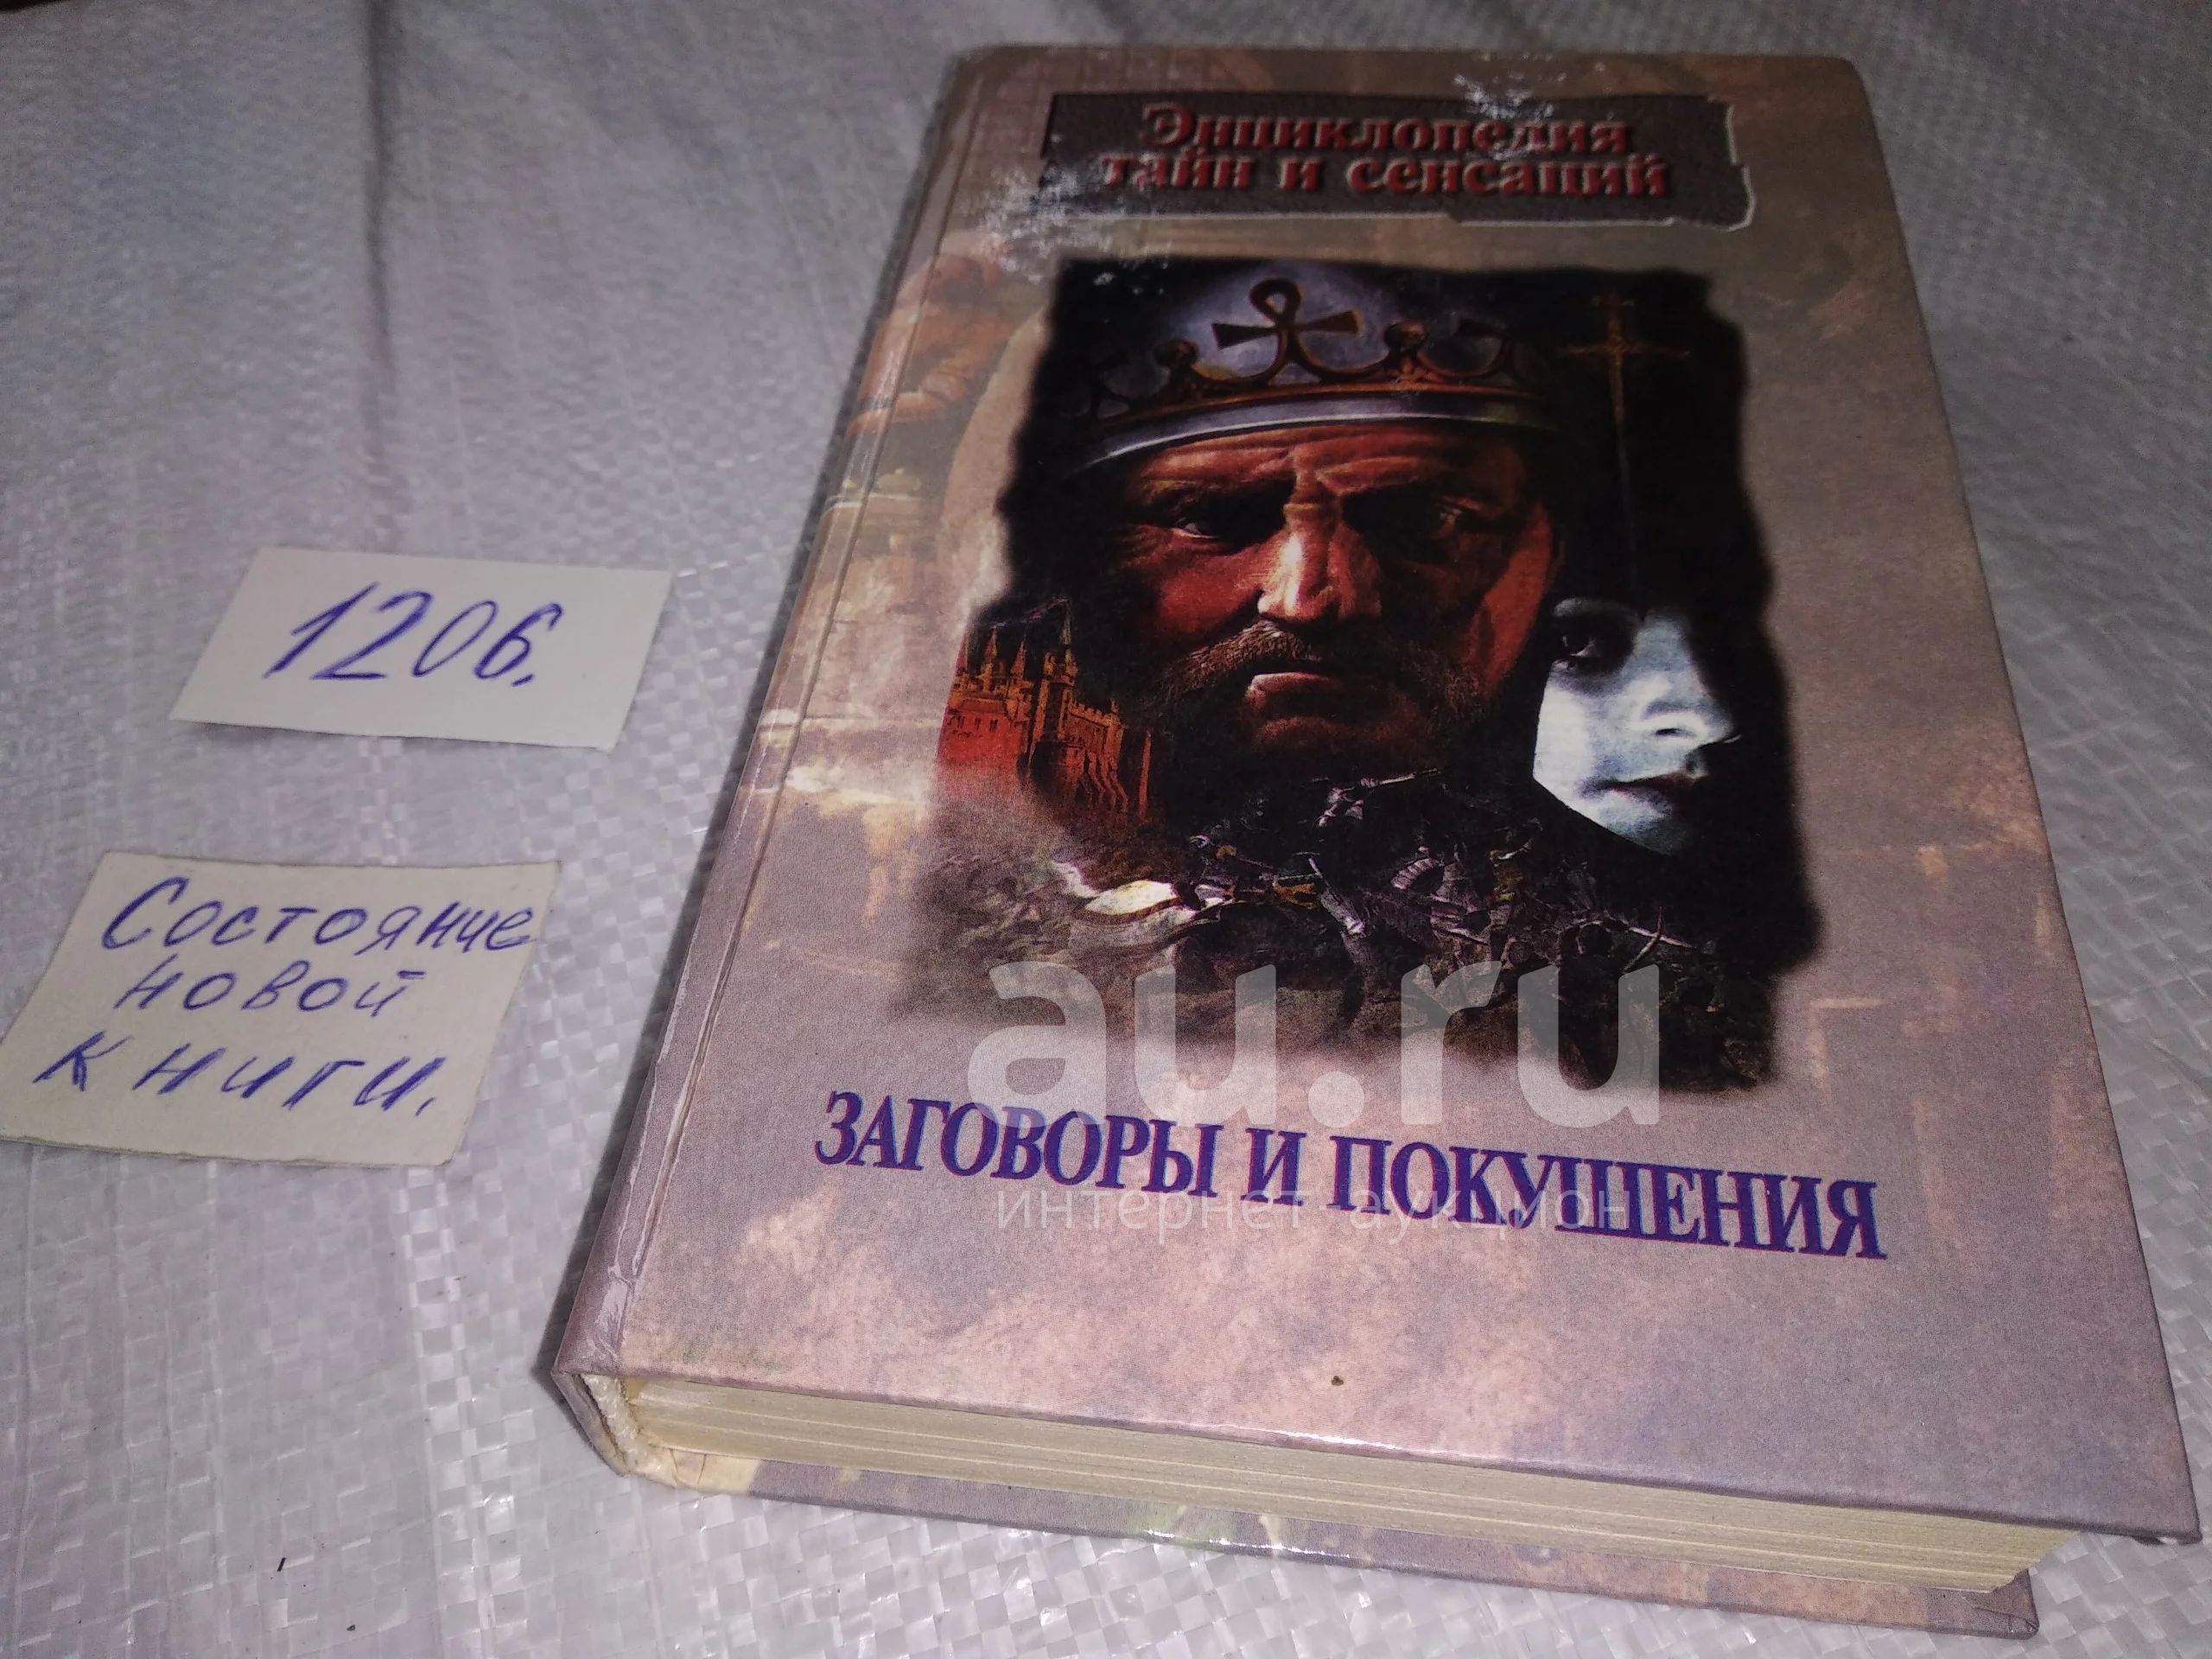 Энциклопедия
тайн и сенсаций
1206.
Состояние
новой
книги.
au.ru
ЗАГОВОРЫ И ПОКУШЕНИЯ
интернет аукцион